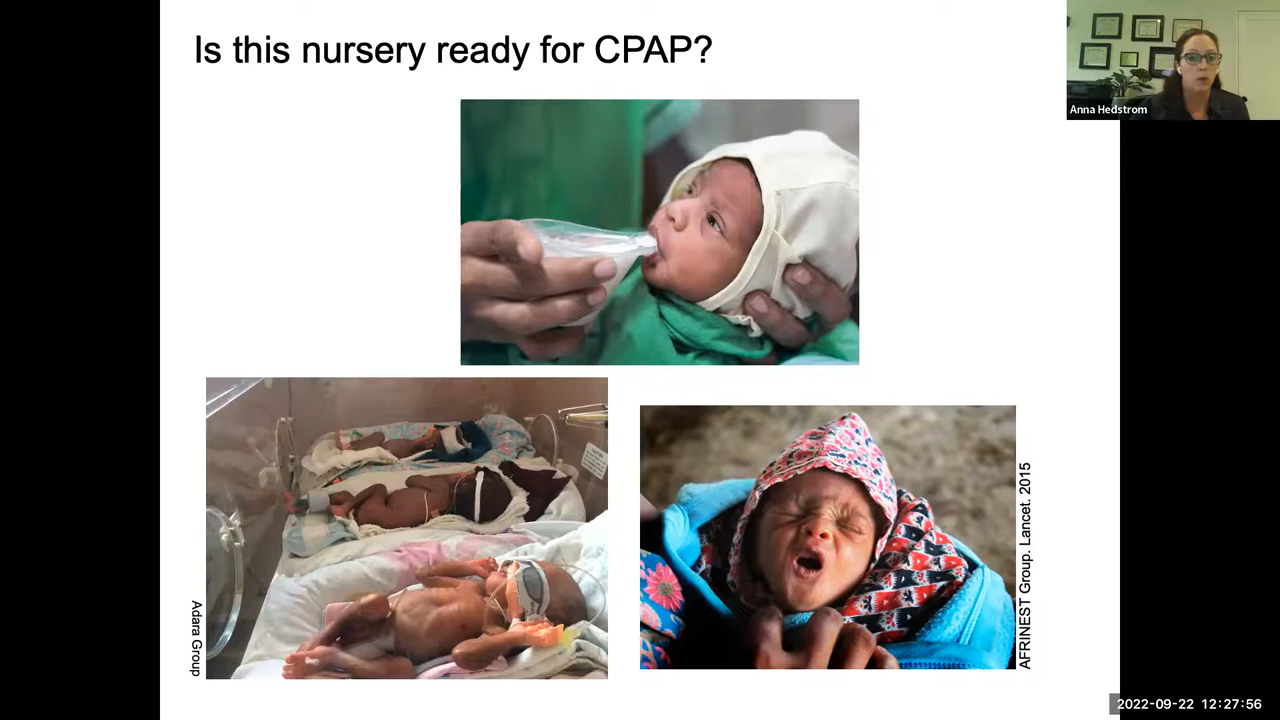 Is this nursery ready for CPAP?
Anna Hedstrom
Adara Group
AFRINEST Group. Lancet. 2015
2022-09-22 12:27:56